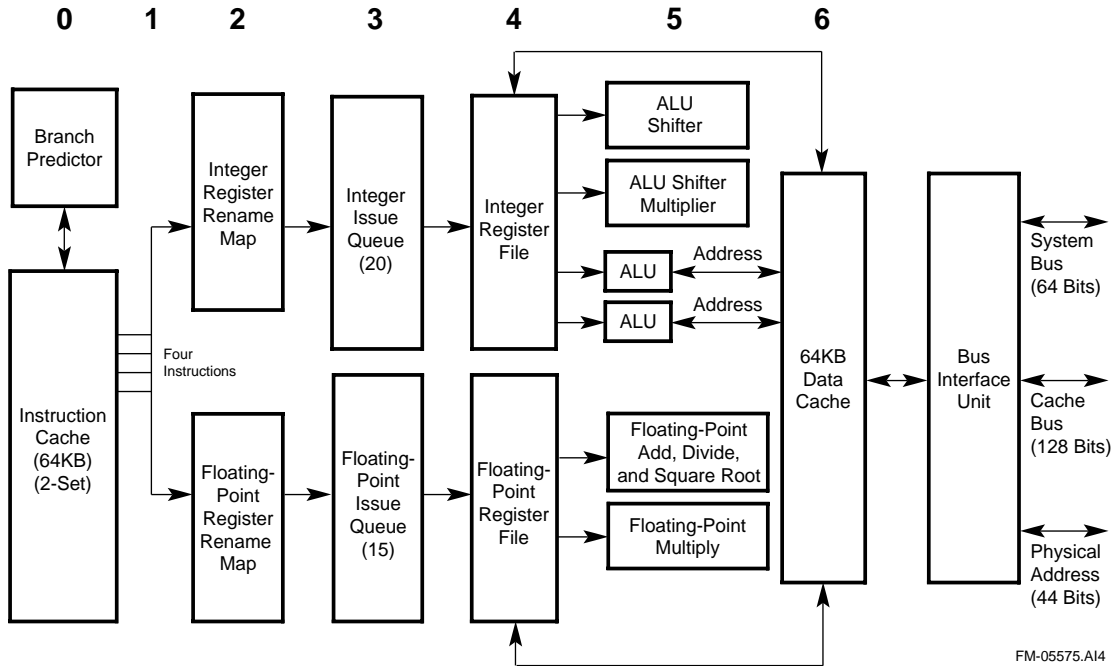 0 1 2 3 4 5 6
Branch
Predictor
Instruction
Cache
(64KB)
(2-Set)
Four
Instructions
Integer
Register
Rename
Map
Integer
Issue
Queue
(20)
Integer
Register
File
ALU
Shifter
ALU Shifter
Multiplier
ALU
Address
ALU
Address
Floating-
Point
Register
Rename
Map
Floating-
Point
Issue
Queue
(15)
Floating-
Point
Register
File
Floating-Point
Add, Divide,
and Square Root
Floating-Point
Multiply
64KB
Data
Cache
Bus
Interface
Unit
System
Bus
(64 Bits)
Cache
Bus
(128 Bits)
Physical
Address
(44 Bits)
FM-05575.AI4